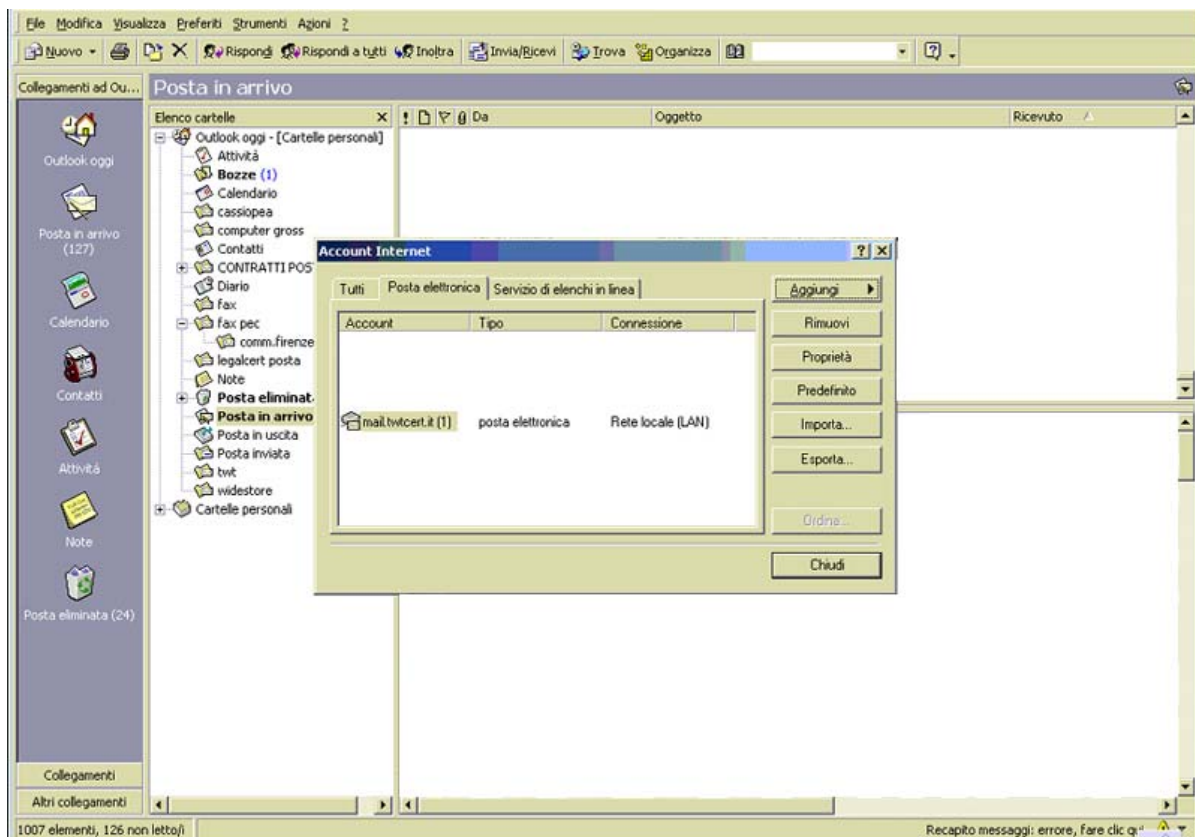 File Modifica Visualizza Preferiti Strumenti Azioni ?
Nuovo Rispondi Rispondi a tutti Inoltra Invia/Ricevi Trova Organizza
Collegamenti ad Ou... Posta in arrivo
Outlook oggi
Posta in arrivo
(127)
Calendario
Contatti
Attività
Note
Posta eliminata (24)
Collegamenti
Altri collegamenti
Elenco cartelle
Outlook oggi - [Cartelle personali]
Attività
Bozze (1)
Calendario
cassiopea
computer gross
Contatti
CONTRATTI POS
Diario
fax
fax pec
comm.firenze
legalcert posta
Note
Posta eliminat
Posta in arrivo
Posta in uscita
Posta inviata
twt
widestore
Cartelle personali
! Da Oggetto Ricevuto
Account Internet
Tutti Posta elettronica Servizio di elenchi in linea
Account Tipo Connessione
mail.twtcert.it (1) posta elettronica Rete locale (LAN)
Aggiungi
Rimuovi
Proprietà
Predefinito
Importa...
Esporta...
Ordina...
Chiudi
1007 elementi, 126 non letto/i Recapito messaggi: errore, fare clic qui